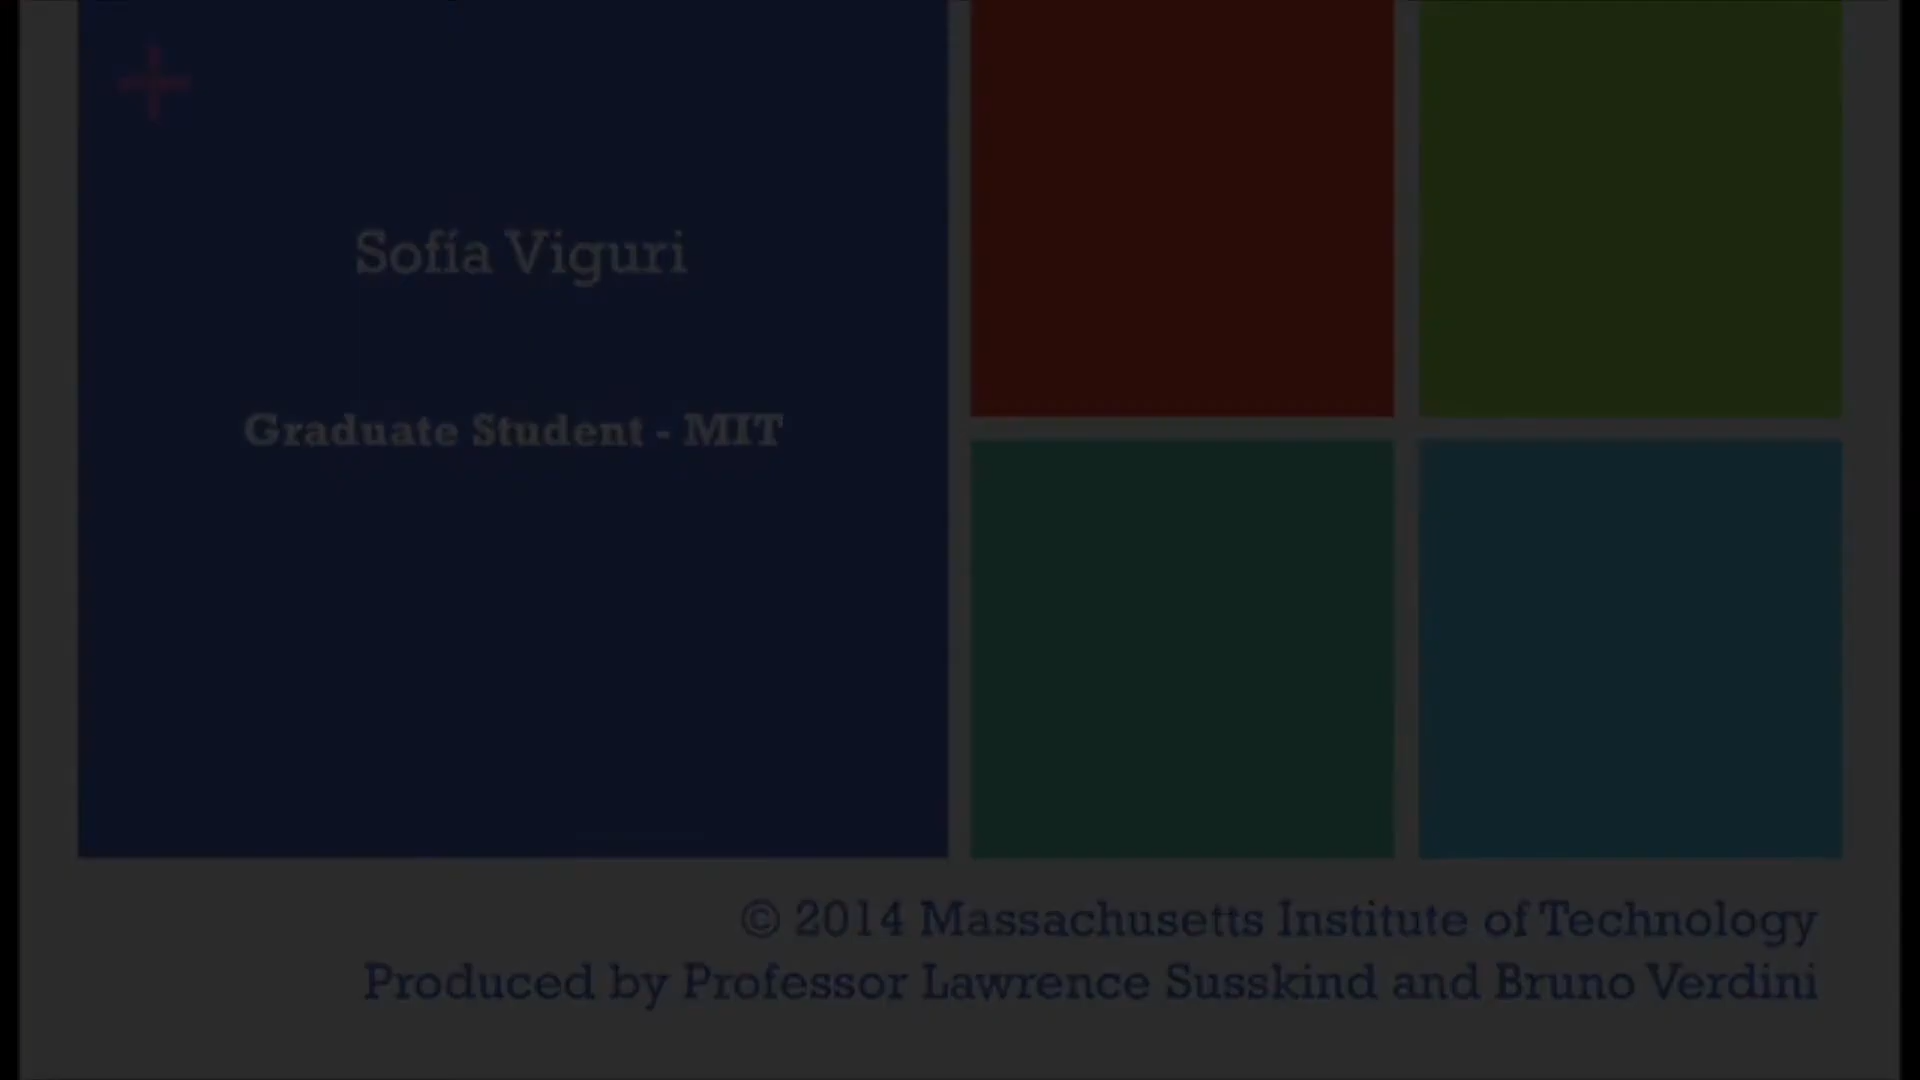 Sofía Viguri
Graduate Student - MIT
© 2014 Massachusetts Institute of Technology
Produced by Professor Lawrence Susskind and Bruno Verdini